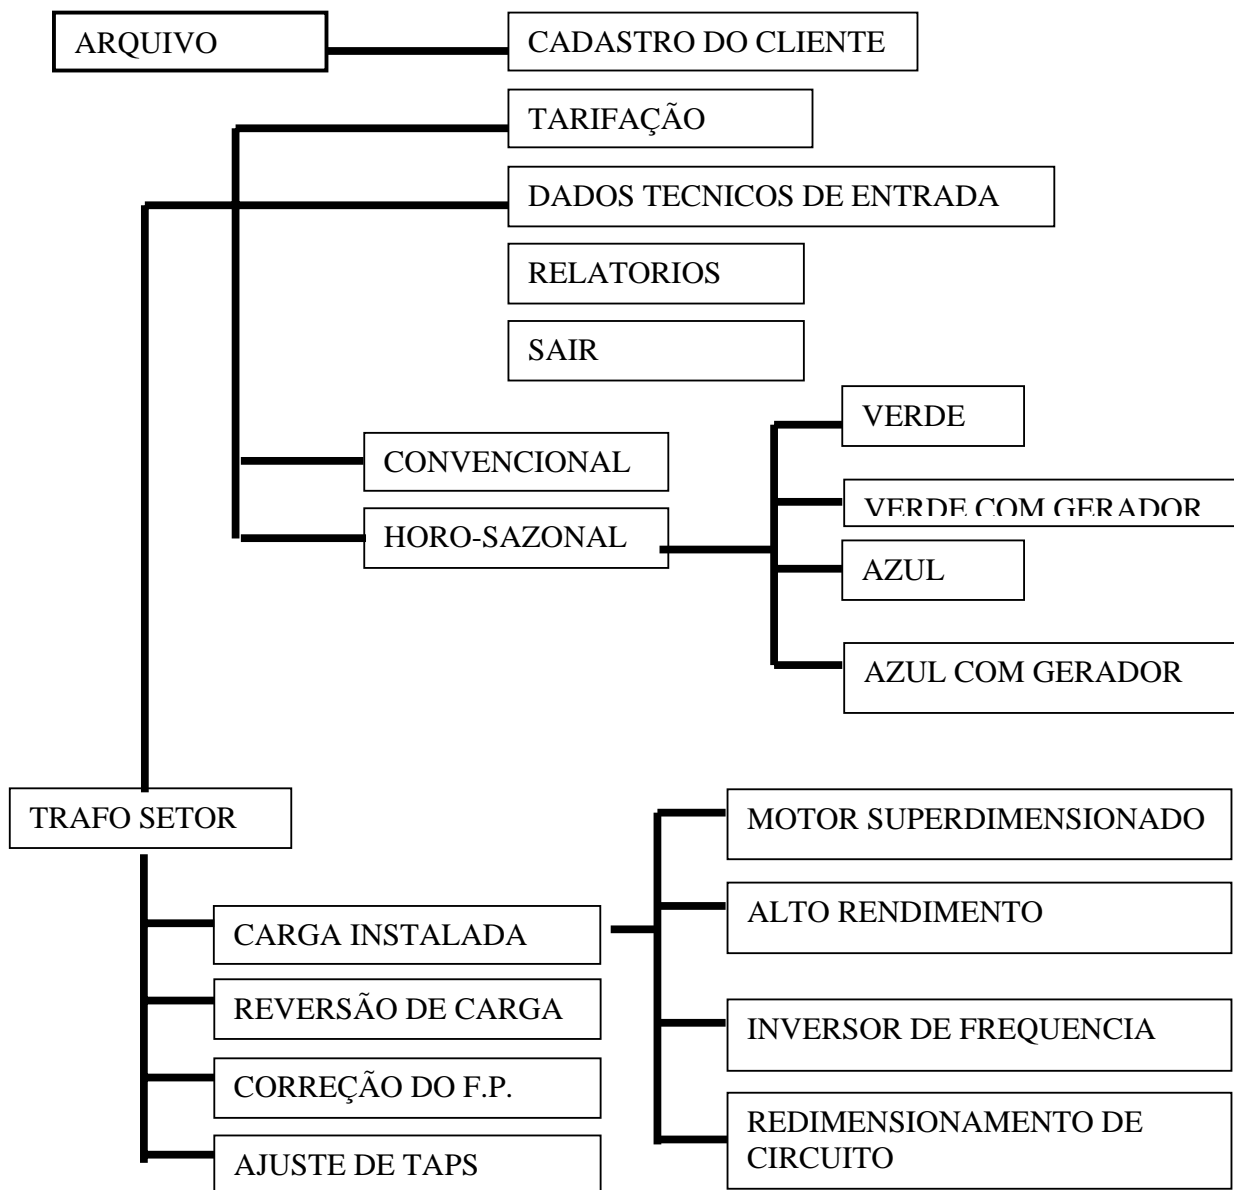 ARQUIVO
CADASTRO DO CLIENTE
TARIFAÇÃO
DADOS TECNICOS DE ENTRADA
RELATORIOS
SAIR
VERDE
CONVENCIONAL
VERDE COM GERADOR
HORO-SAZONAL
AZUL
AZUL COM GERADOR
TRAFO SETOR
MOTOR SUPERDIMENSIONADO
ALTO RENDIMENTO
CARGA INSTALADA
REVERSÃO DE CARGA
INVERSOR DE FREQUENCIA
CORREÇÃO DO F.P.
REDIMENSIONAMENTO DE
CIRCUITO
AJUSTE DE TAPS